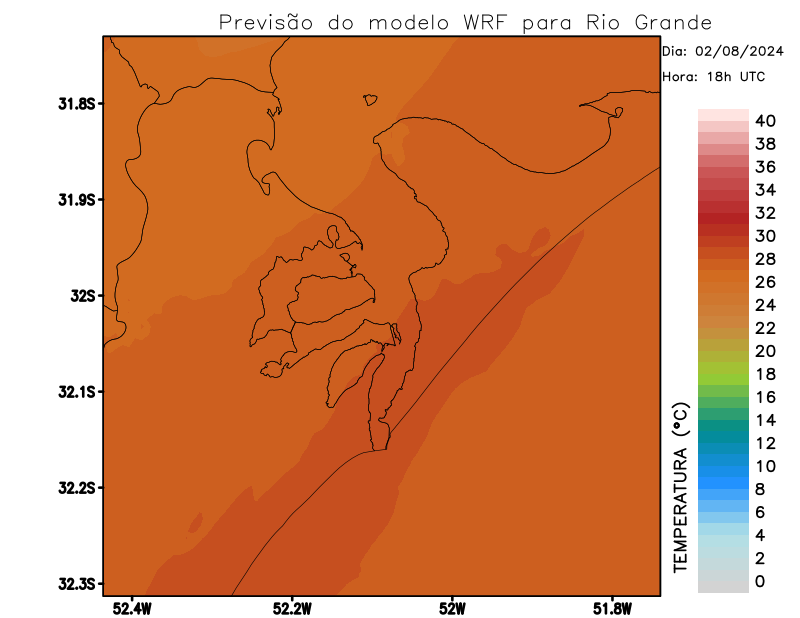 Previsão do modelo WRF para Rio Grande
Dia: 02/08/2024
Hora: 18h UTC
31.8S
31.9S
32S
32.1S
32.2S
32.3S
52.4W
52.2W
52W
51.8W
TEMPERATURA (°C)
40
38
36
34
32
30
28
26
24
22
20
18
16
14
12
10
8
6
4
2
0